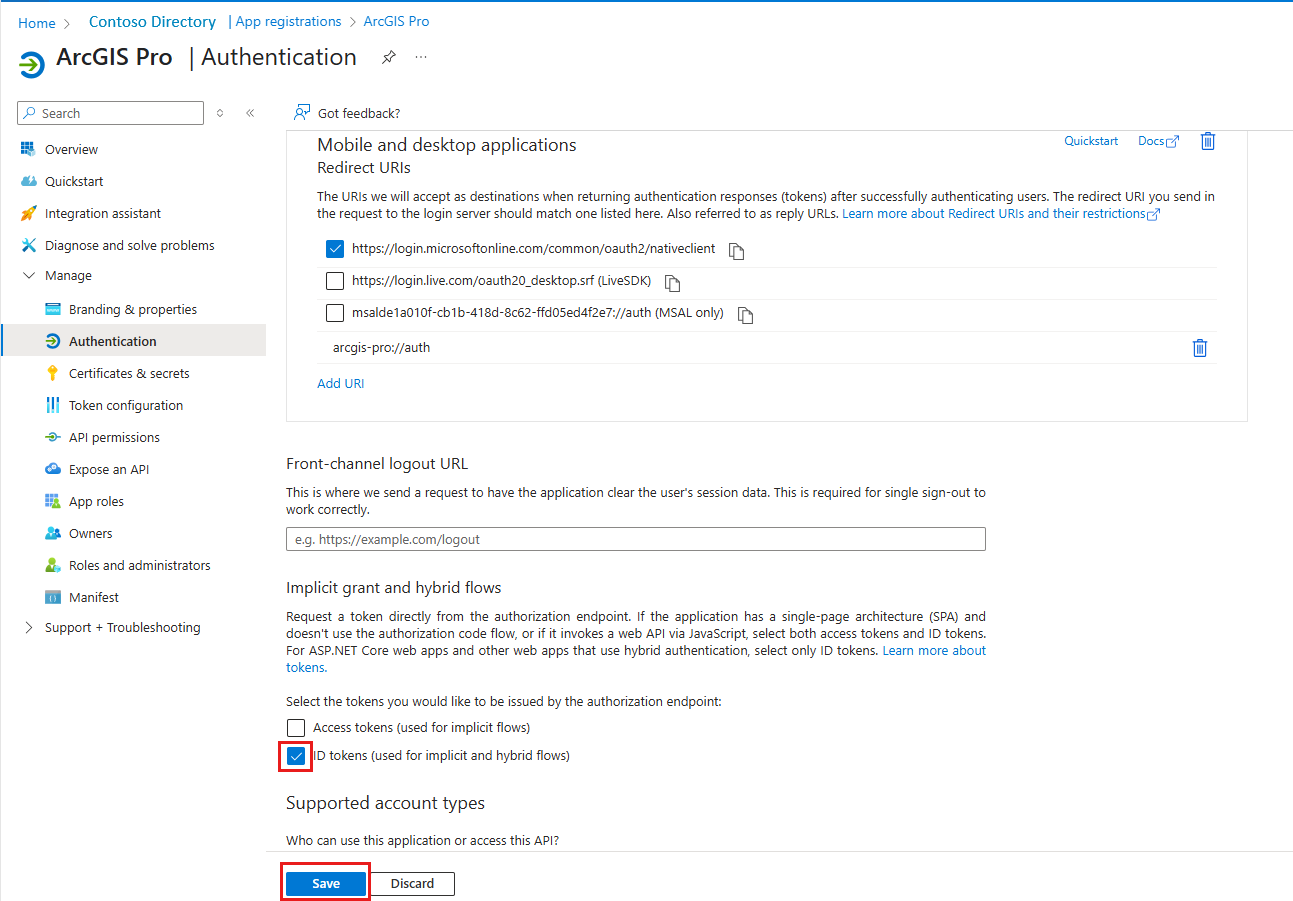 Home > Contoso Directory | App registrations > ArcGIS Pro
ArcGIS Pro | Authentication
Search
Got feedback?
Overview
Quickstart
Integration assistant
Diagnose and solve problems
Manage
Branding & properties
Authentication
Certificates & secrets
Token configuration
API permissions
Expose an API
App roles
Owners
Roles and administrators
Manifest
Support + Troubleshooting
Mobile and desktop applications
Quickstart
Docs
Redirect URIs
The URIs we will accept as destinations when returning authentication responses (tokens) after successfully authenticating users. The redirect URI you send in
the request to the login server should match one listed here. Also referred to as reply URLs. Learn more about Redirect URIs and their restrictions
https://login.microsoftonline.com/common/oauth2/nativeclient
https://login.live.com/oauth20_desktop.srf (LiveSDK)
msalde1a010f-cb1b-418d-8c62-ffd05ed4f2e7://auth (MSAL only)
arcgis-pro://auth
Add URI
Front-channel logout URL
This is where we send a request to have the application clear the user's session data. This is required for single sign-out to
work correctly.
e.g. https://example.com/logout
Implicit grant and hybrid flows
Request a token directly from the authorization endpoint. If the application has a single-page architecture (SPA) and
doesn't use the authorization code flow, or if it invokes a web API via JavaScript, select both access tokens and ID tokens.
For ASP.NET Core web apps and other web apps that use hybrid authentication, select only ID tokens. Learn more about
tokens.
Select the tokens you would like to be issued by the authorization endpoint:
Access tokens (used for implicit flows)
ID tokens (used for implicit and hybrid flows)
Supported account types
Who can use this application or access this API?
Save
Discard